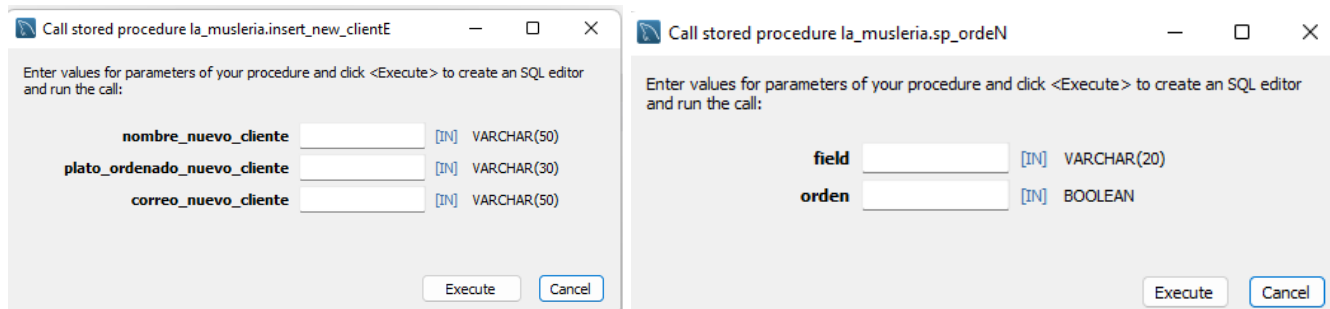 Call stored procedure la_musleria.insert_new_clientE
Enter values for parameters of your procedure and click <Execute> to create an SQL editor
and run the call:
nombre_nuevo_cliente [IN] VARCHAR(50)
plato_ordenado_nuevo_cliente [IN] VARCHAR(30)
correo_nuevo_cliente [IN] VARCHAR(50)
Execute Cancel
Call stored procedure la_musleria.sp_ordeN
Enter values for parameters of your procedure and click <Execute> to create an SQL editor
and run the call:
field [IN] VARCHAR(20)
orden [IN] BOOLEAN
Execute Cancel